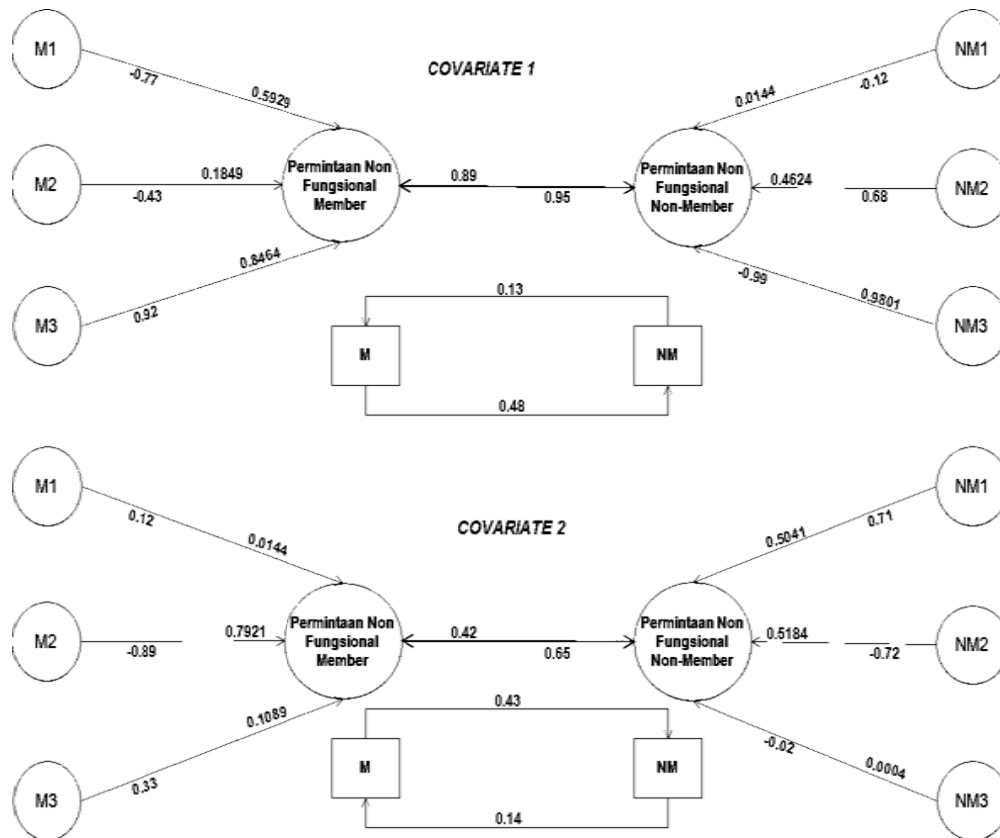 M1
-0.77
0.5929
COVARIATE 1
0.0144
-0.12
NM1
M2
0.1849
-0.43
Permintaan Non
Fungsional
Member
0.89
0.95
Permintaan Non
Fungsional
Non-Member
0.4624
0.68
NM2
M3
0.8464
0.92
-0.99
0.9801
NM3
0.13
M
NM
0.48
M1
0.12
0.0144
COVARIATE 2
0.5041
0.71
NM1
M2
0.7921
-0.89
Permintaan Non
Fungsional
Member
0.42
0.65
Permintaan Non
Fungsional
Non-Member
0.5184
-0.72
NM2
M3
0.1089
0.33
-0.02
0.0004
NM3
0.43
M
NM
0.14